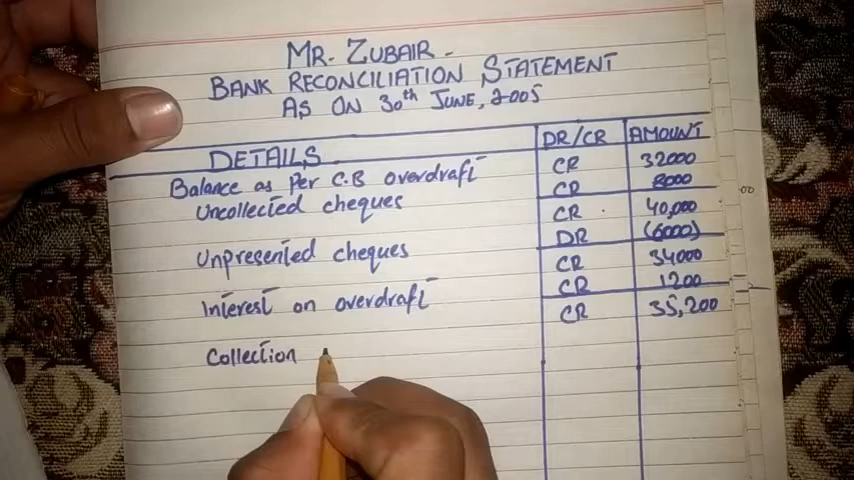 MR. ZUBAIR -
BANK RECONCILIATION STATEMENT
AS ON 30th JUNE, 2005
DETAILS DR/CR AMOUNT
Balance as Per C.B overdraft CR 32000
Uncollected cheques CR 8000
CR 40,000
Unpresented cheques DR (6000)
CR 34000
Interest on overdraft CR 1200
CR 35,200
Collection